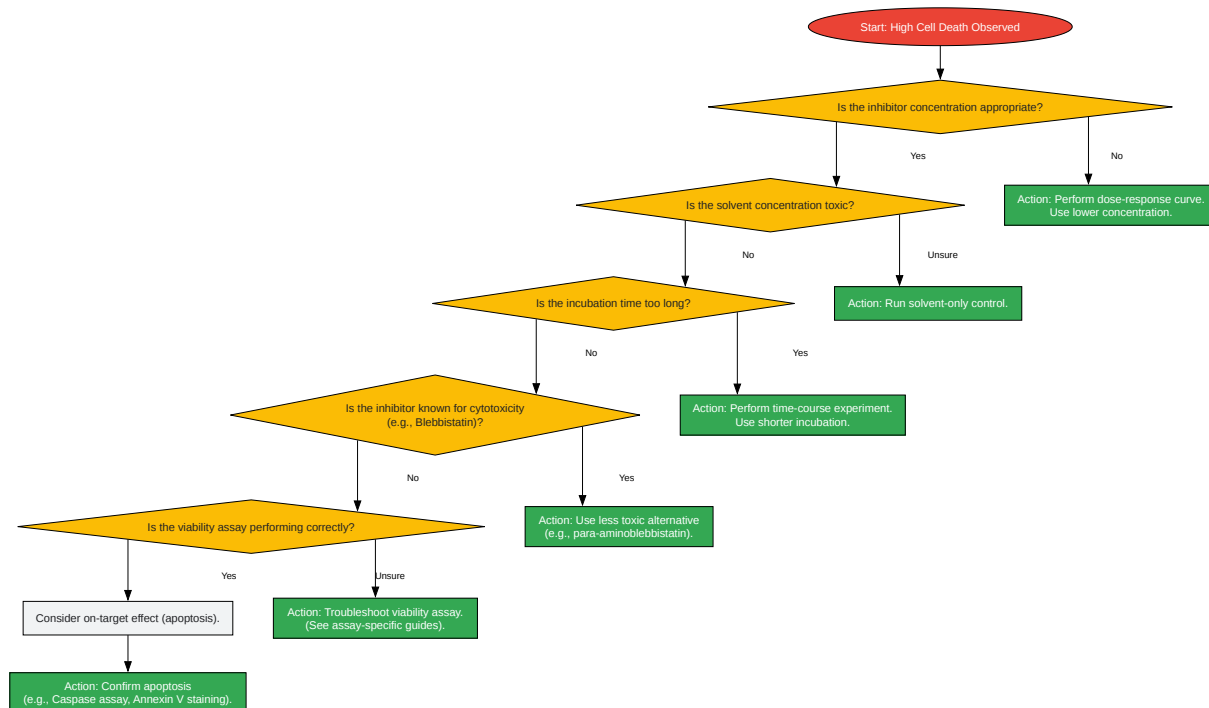 Start: High Cell Death Observed
Is the inhibitor concentration appropriate?
Yes
No
Action: Perform dose-response curve.
Use lower concentration.
Is the solvent concentration toxic?
No
Unsure
Action: Run solvent-only control.
Is the incubation time too long?
No
Yes
Action: Perform time-course experiment.
Use shorter incubation.
Is the inhibitor known for cytotoxicity
(e.g., Blebbistatin)?
No
Yes
Action: Use less toxic alternative
(e.g., para-aminoblebbistatin).
Is the viability assay performing correctly?
Yes
Unsure
Consider on-target effect (apoptosis).
Action: Troubleshoot viability assay.
(See assay-specific guides).
Action: Confirm apoptosis
(e.g., Caspase assay, Annexin V staining).